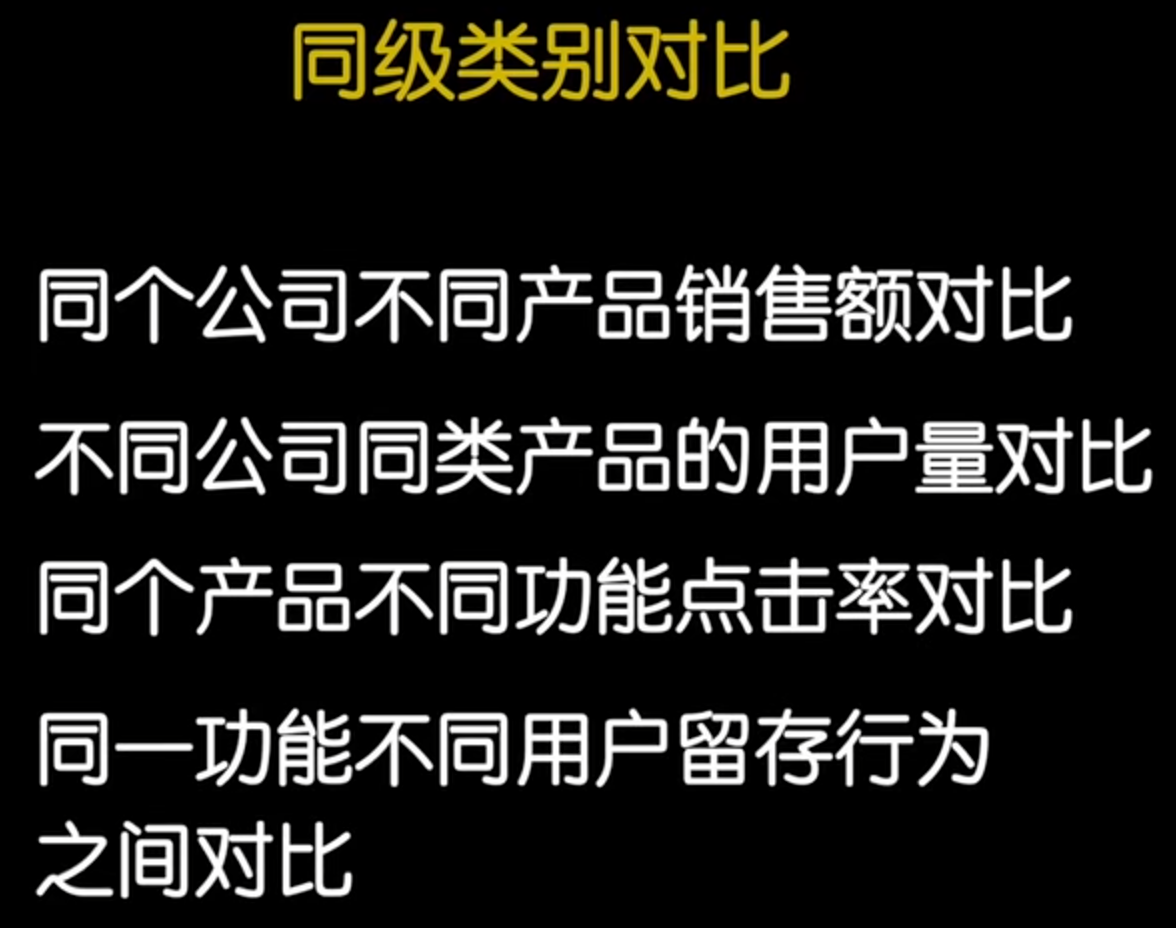 同级类别对比
同个公司不同产品销售额对比
不同公司同类产品的用户量对比
同个产品不同功能点击率对比
同一功能不同用户留存行为
之间对比